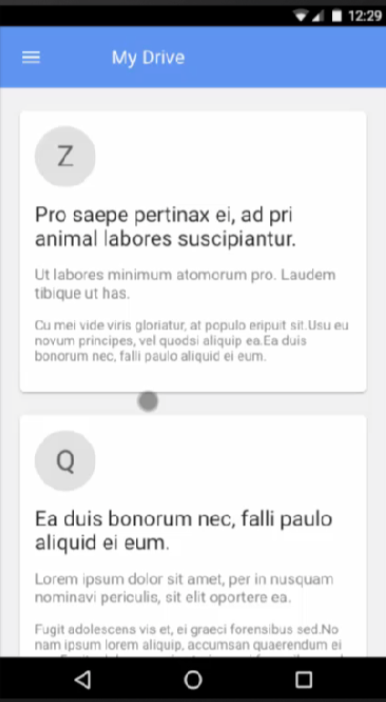 12:29
My Drive
Z
Pro saepe pertinax ei, ad pri
animal labores suscipiantur.
Ut labores minimum atomorum pro. Laudem
tibique ut has.
Cu mei vide viris gloriatur, at populo eripuit sit.Usu eu
novum principes, vel quodsi aliquip ea.Ea duis
bonorum nec, falli paulo aliquid ei eum.
Q
Ea duis bonorum nec, falli paulo
aliquid ei eum.
Lorem ipsum dolor sit amet, per in nusquam
nominavi periculis, sit elit oportere ea.
Fugit adolescens vis et, ei graeci forensibus sed.No
nam ipsum lorem aliquip, accumsan quaerendum ei